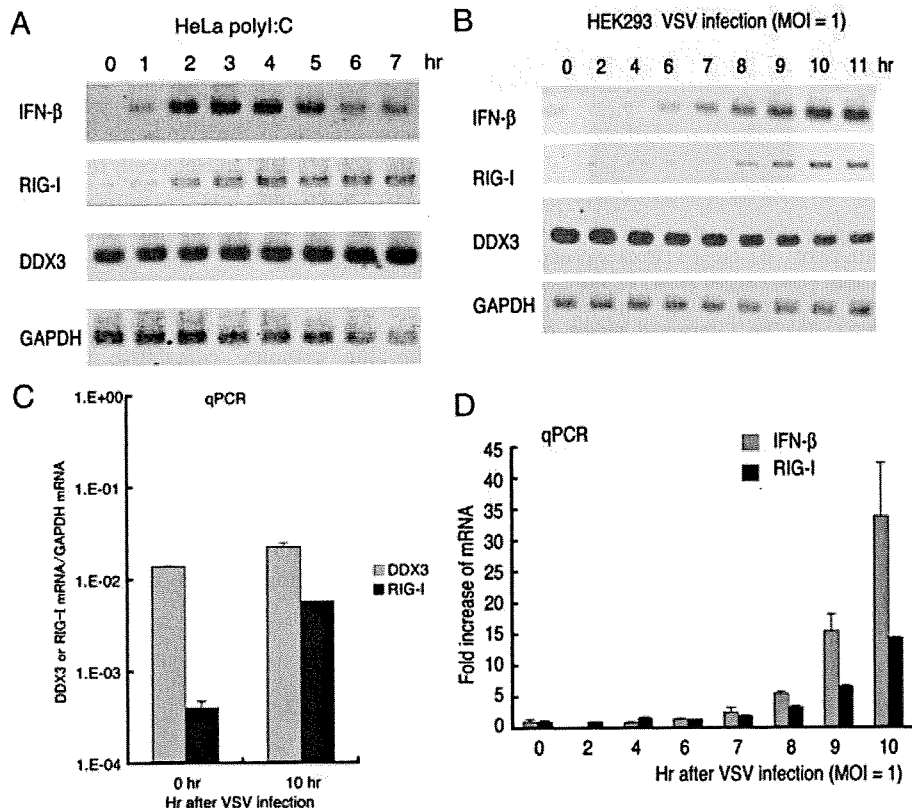 A
HeLa polyI:C
0 1 2 3 4 5 6 7 hr
IFN-β
RIG-I
DDX3
GAPDH
B
HEK293 VSV infection (MOI = 1)
0 2 4 6 7 8 9 10 11 hr
IFN-β
RIG-I
DDX3
GAPDH
C
qPCR
DDX3 or RIG-I mRNA/GAPDH mRNA
1.E+00
1.E-01
1.E-02
1.E-03
1.E-04
DDX3
RIG-I
0 hr 10 hr
Hr after VSV infection
D
qPCR
IFN-β
RIG-I
Fold increase of mRNA
45
40
35
30
25
20
15
10
5
0
0 2 4 6 7 8 9 10
Hr after VSV infection (MOI = 1)